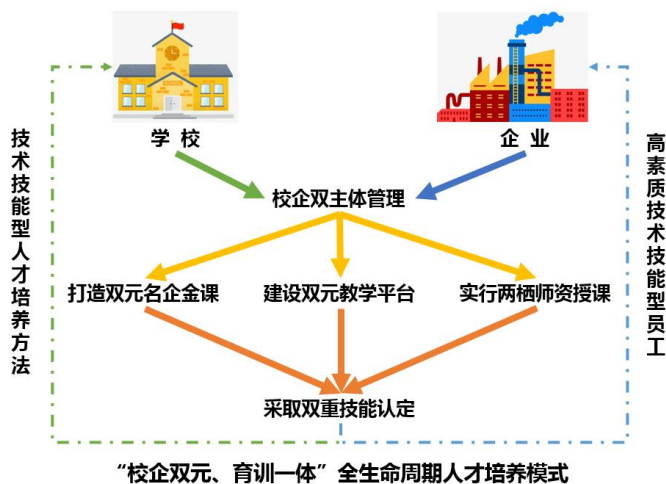 学 校
企 业
技术技能型人才培养方法
高素质技术技能型员工
校企双主体管理
打造双元名企金课
建设双元教学平台
实行两栖师资授课
采取双重技能认定
“校企双元、育训一体”全生命周期人才培养模式